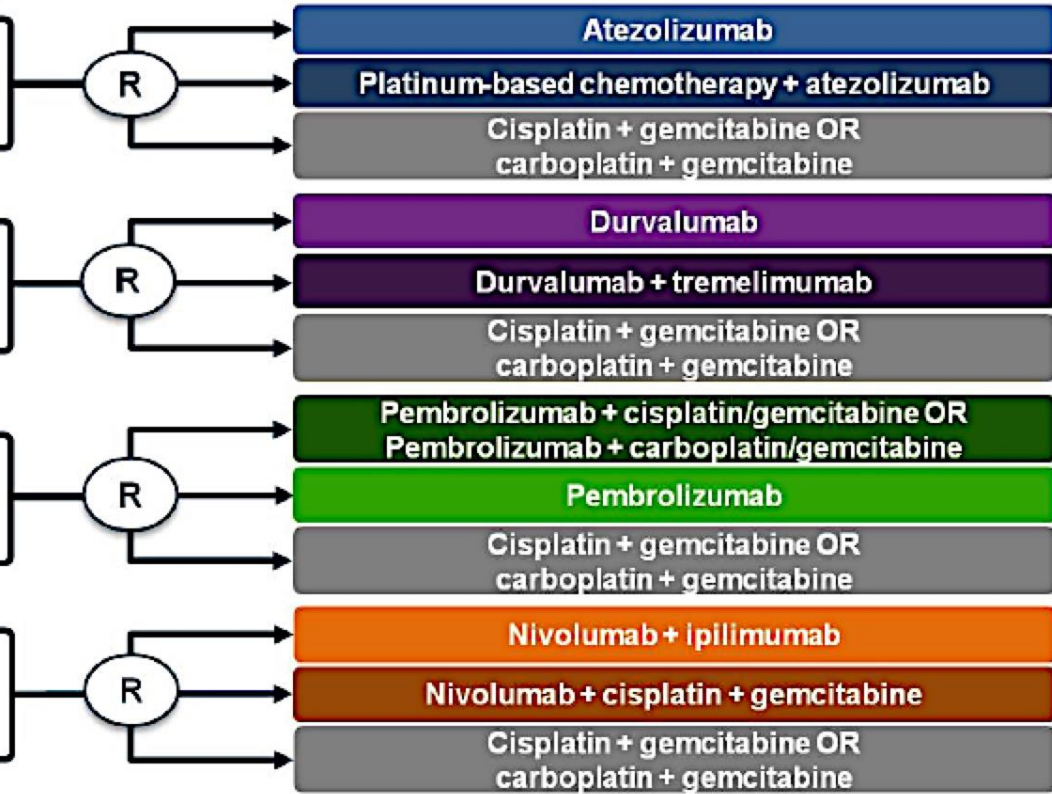 R
Atezolizumab
Platinum-based chemotherapy + atezolizumab
Cisplatin + gemcitabine OR
carboplatin + gemcitabine
R
Durvalumab
Durvalumab + tremelimumab
Cisplatin + gemcitabine OR
carboplatin + gemcitabine
R
Pembrolizumab + cisplatin/gemcitabine OR
Pembrolizumab + carboplatin/gemcitabine
Pembrolizumab
Cisplatin + gemcitabine OR
carboplatin + gemcitabine
R
Nivolumab + ipilimumab
Nivolumab + cisplatin + gemcitabine
Cisplatin + gemcitabine OR
carboplatin + gemcitabine